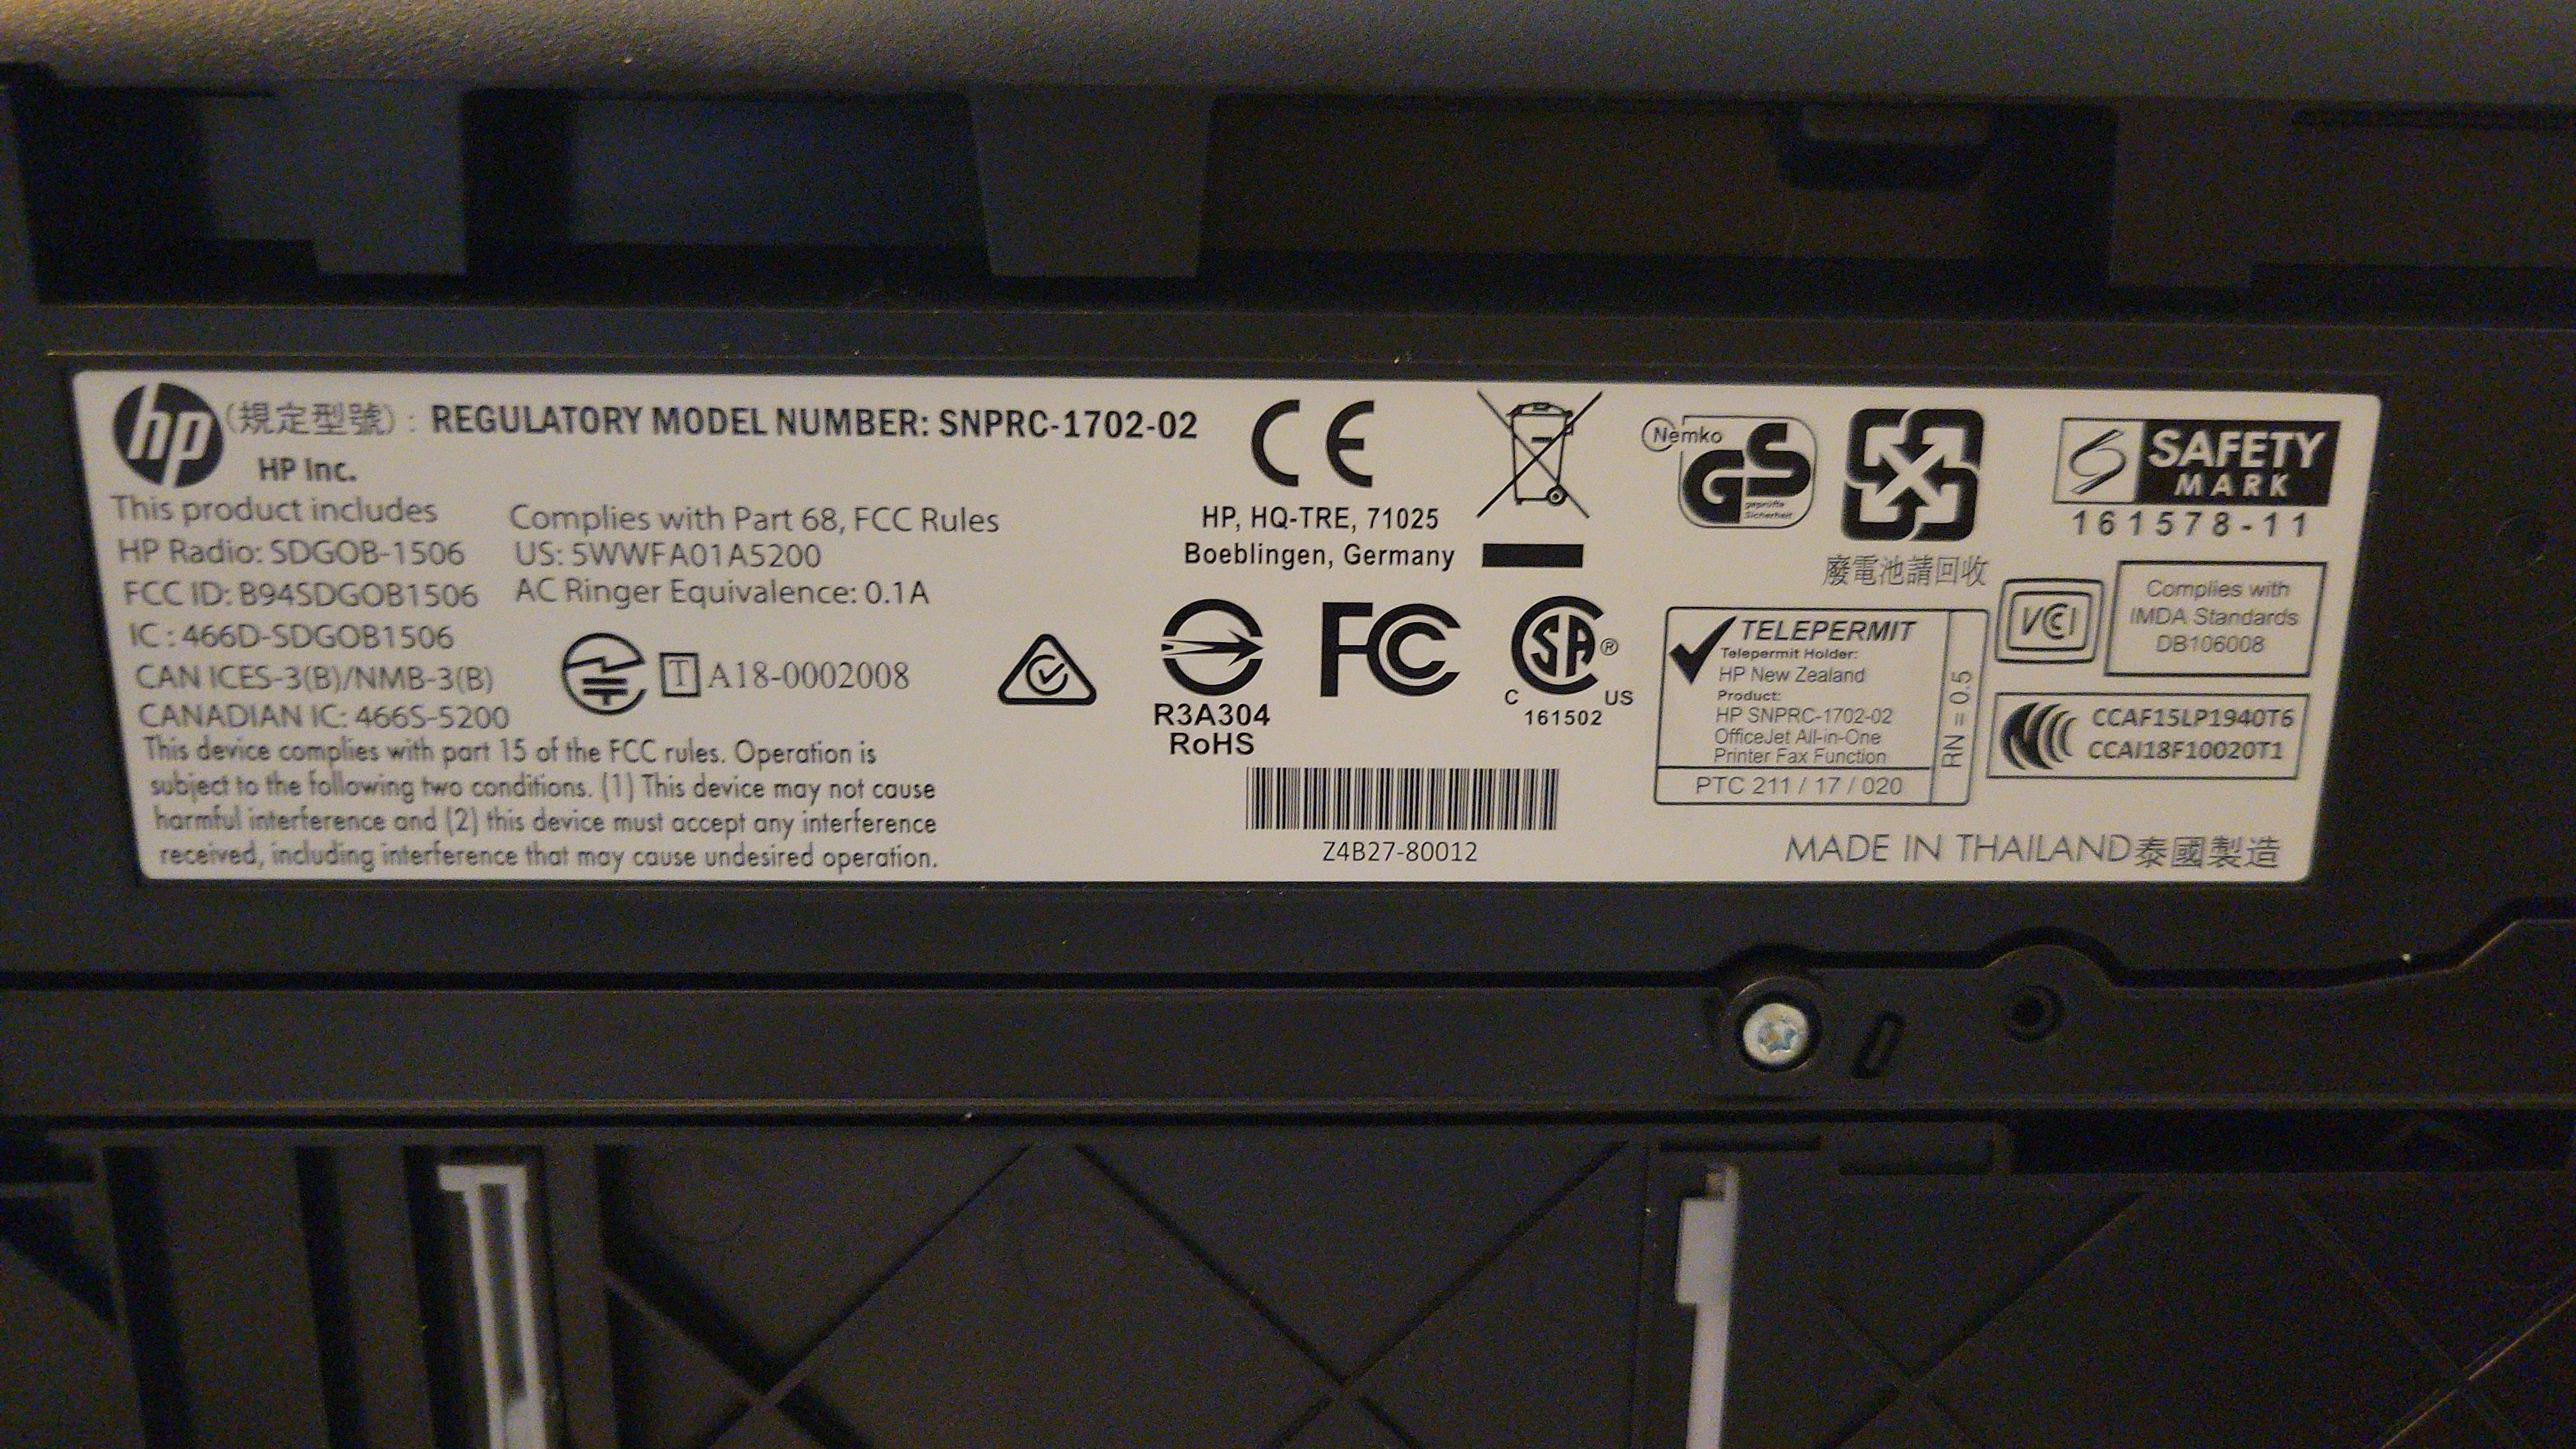 hp (規定型號) : REGULATORY MODEL NUMBER: SNPRC-1702-02
HP Inc.
This product includes
HP Radio: SDGOB-1506
FCC ID: B94SDGOB1506
IC : 466D-SDGOB1506
CAN ICES-3(B)/NMB-3(B)
CANADIAN IC: 466S-5200
Complies with Part 68, FCC Rules
US: 5WWFA01A5200
AC Ringer Equivalence: 0.1A
T A18-0002008
This device complies with part 15 of the FCC rules. Operation is
subject to the following two conditions. (1) This device may not cause
harmful interference and (2) this device must accept any interference
received, including interference that may cause undesired operation.
CE
HP, HQ-TRE, 71025
Boeblingen, Germany
R3A304
RoHS
FC
SA ®
C US
161502
Z4B27-80012
Nemko
GS
geprüfte
Sicherheit
廢電池請回收
SAFETY
MARK
161578-11
TELEPERMIT
Telepermit Holder:
HP New Zealand
Product:
HP SNPRC-1702-02
OfficeJet All-in-One
Printer Fax Function
PTC 211 / 17 / 020
RN = 0.5
VCCI
Complies with
IMDA Standards
DB106008
CCAF15LP1940T6
CCAI18F10020T1
MADE IN THAILAND泰國製造